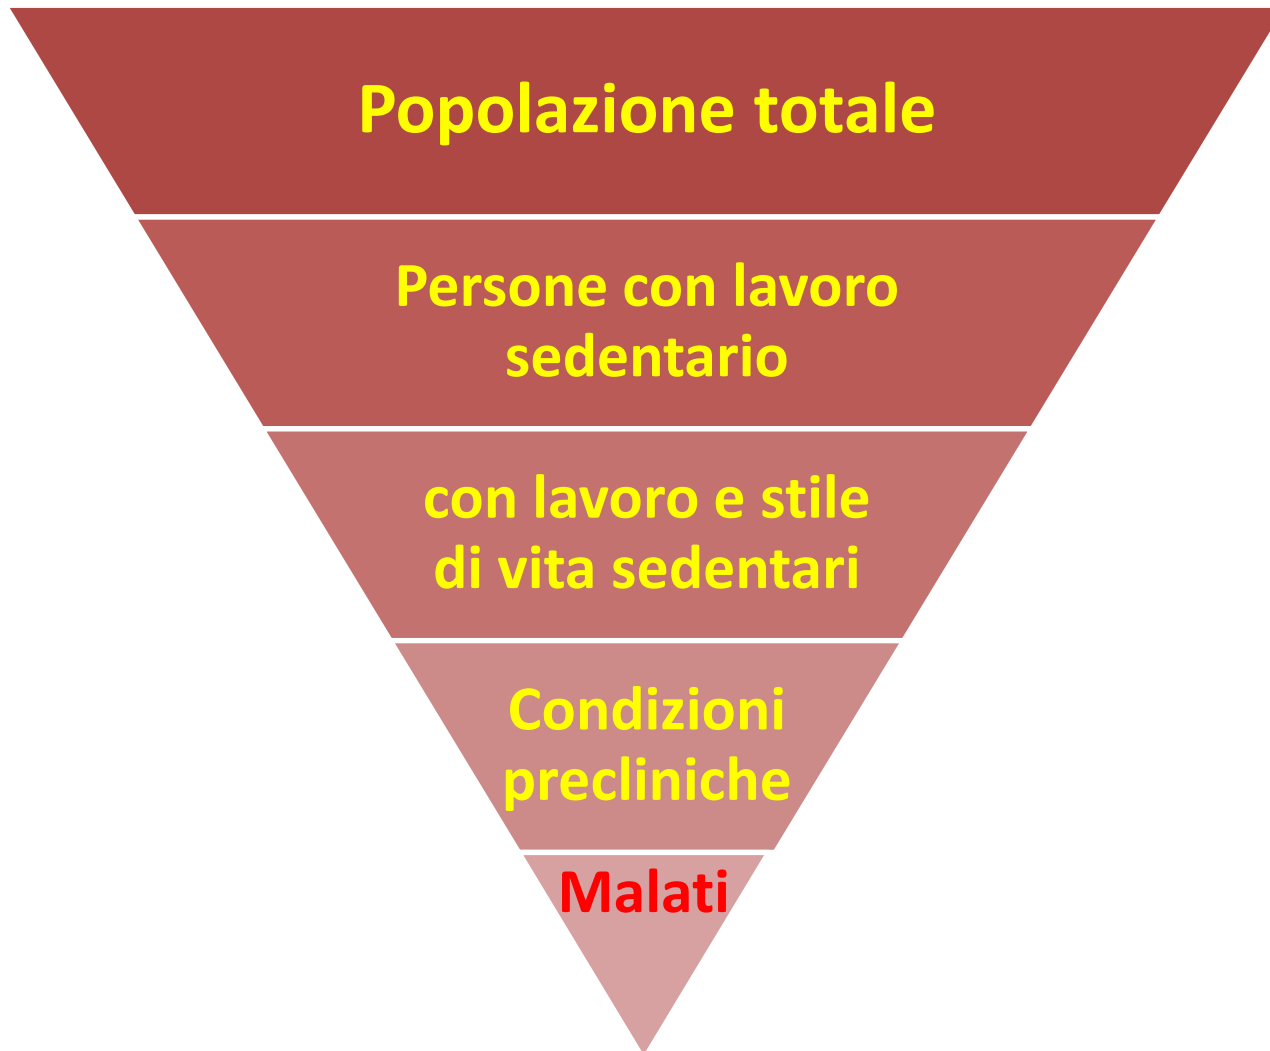 Popolazione totale
Persone con lavoro
sedentario
con lavoro e stile
di vita sedentari
Condizioni
precliniche
Malati